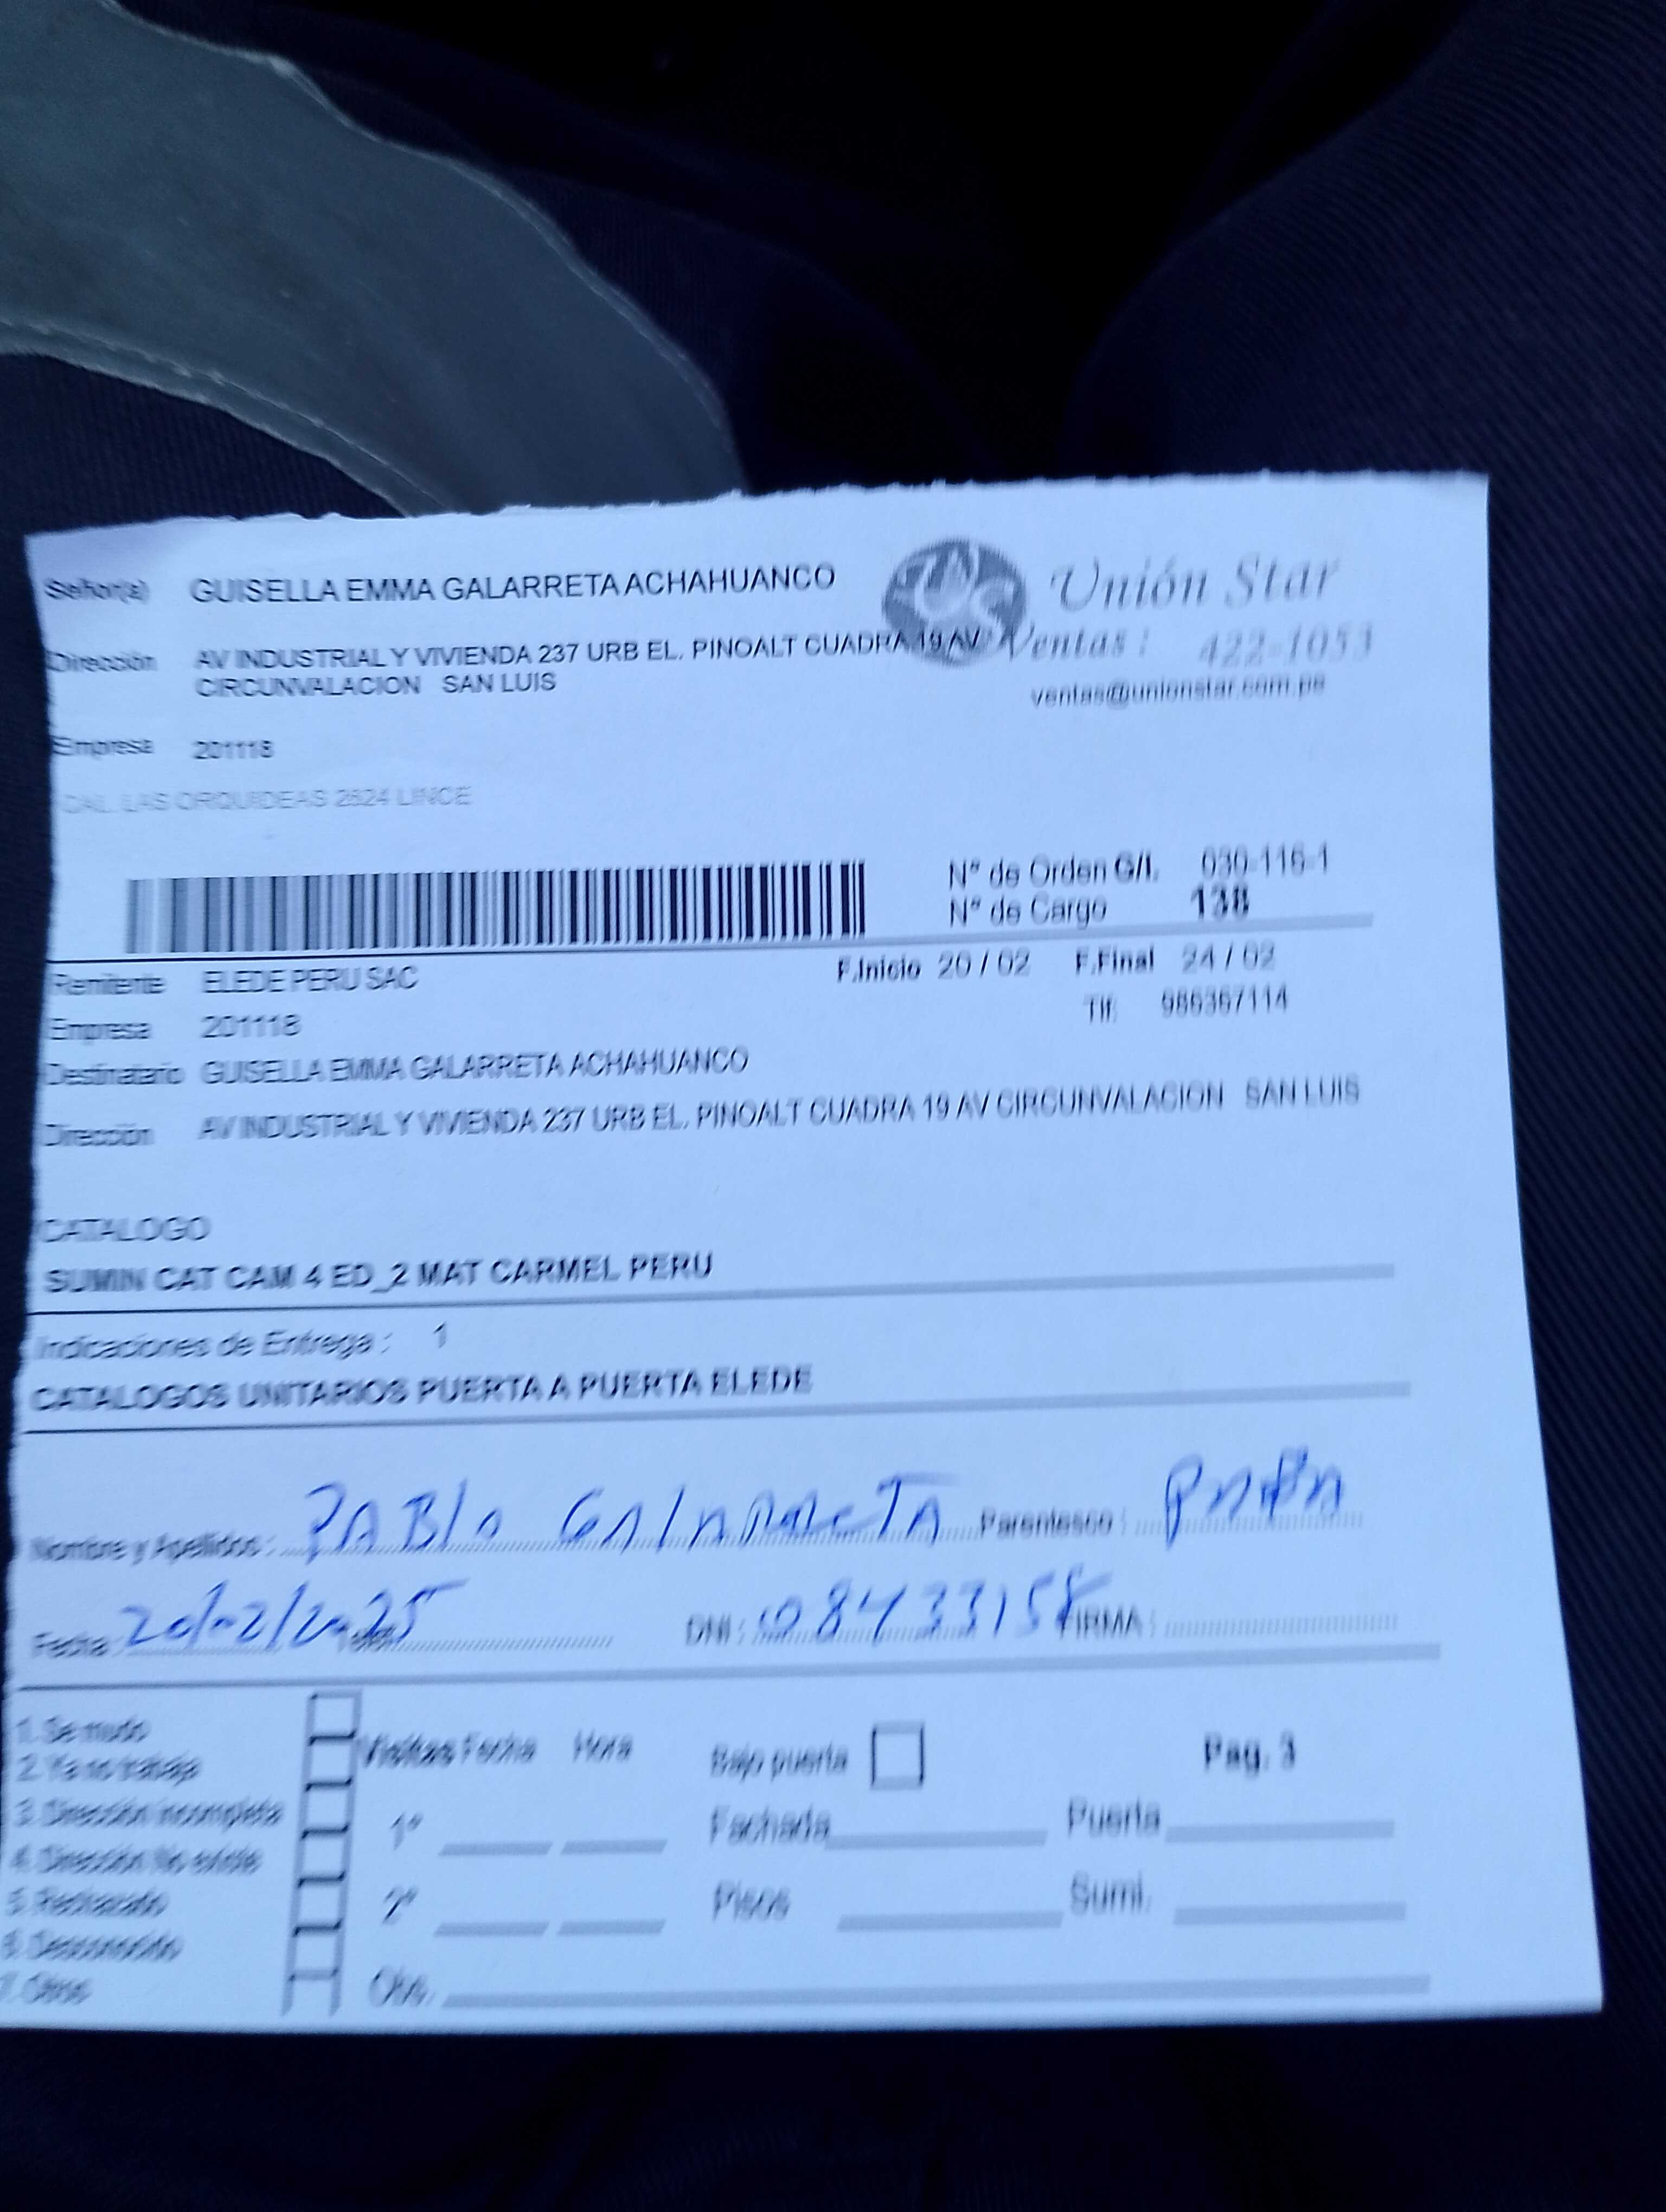 Señor(a) GUISELLA EMMA GALARRETA ACHAHUANCO
Unión Star
Dirección AV INDUSTRIAL Y VIVIENDA 237 URB EL. PINOALT CUADRA 19 AV
Ventas : 422-1053
CIRCUNVALACION SAN LUIS
ventas@unionstar.com.pe
Empresa 201118
CAL. LAS ORQUIDEAS 2624 LINCE
N° de Orden G/I. 030-116-1
N° de Cargo 138
Remitente ELEDE PERU SAC F.Inicio 20 / 02 F.Final 24 / 02
Empresa 201118 Tlf: 986367114
Destinatario GUISELLA EMMA GALARRETA ACHAHUANCO
Dirección AV INDUSTRIAL Y VIVIENDA 237 URB EL. PINOALT CUADRA 19 AV CIRCUNVALACION SAN LUIS
CATALOGO
SUMIN CAT CAM 4 ED_2 MAT CARMEL PERU
Indicaciones de Entrega : 1
CATALOGOS UNITARIOS PUERTA A PUERTA ELEDE
Nombre y Apellidos : PABlo GAlARRETA Parentesco : PAPA
Fecha : 20/02/2025 DNI : 08433158 FIRMA :
1. Se mudo
2. Ya no trabaja
3. Dirección incompleta
4. Dirección No existe
5. Rechazado
6. Desconocido
7. Otros
Visitas Fecha Hora Bajo puerta Pag. 3
1° Fachada Puerta
2° Pisos Sumi.
Obs.